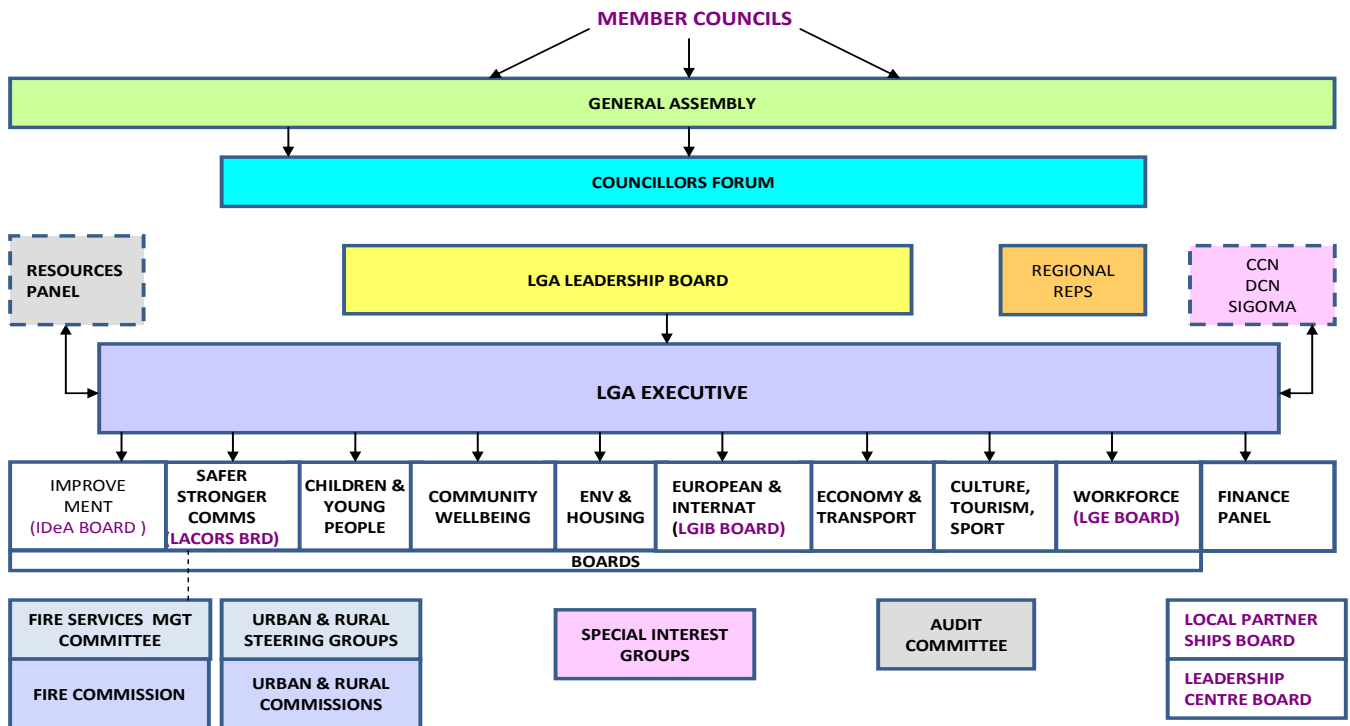 MEMBER COUNCILS
GENERAL ASSEMBLY
COUNCILLORS FORUM
RESOURCES
PANEL
LGA LEADERSHIP BOARD
REGIONAL
REPS
CCN
DCN
SIGOMA
LGA EXECUTIVE
IMPROVE
MENT
(IDeA BOARD )
SAFER
STRONGER
COMMS
(LACORS BRD)
CHILDREN &
YOUNG
PEOPLE
COMMUNITY
WELLBEING
ENV &
HOUSING
EUROPEAN &
INTERNAT
(LGIB BOARD)
ECONOMY &
TRANSPORT
CULTURE,
TOURISM,
SPORT
WORKFORCE
(LGE BOARD)
FINANCE
PANEL
BOARDS
FIRE SERVICES MGT
COMMITTEE
FIRE COMMISSION
URBAN & RURAL
STEERING GROUPS
URBAN & RURAL
COMMISSIONS
SPECIAL INTEREST
GROUPS
AUDIT
COMMITTEE
LOCAL PARTNER
SHIPS BOARD
LEADERSHIP
CENTRE BOARD